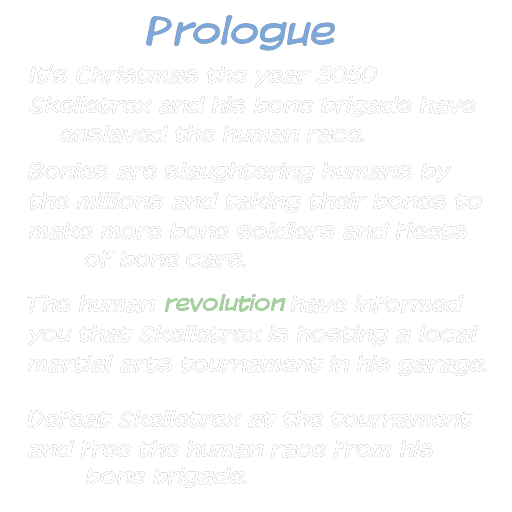 Prologue
It's Christmas the year 3050
Skelletrex and his bone brigade have
enslaved the human race.
Bonies are slaughtering humans by
the millions and taking their bones to
make more bone soldiers and fleets
of bone cars.
The human revolution have informed
you that Skelletrex is hosting a local
martial arts tournament in his garage.
Defeat Skelletrex at the tournament
and free the human race from his
bone brigade.